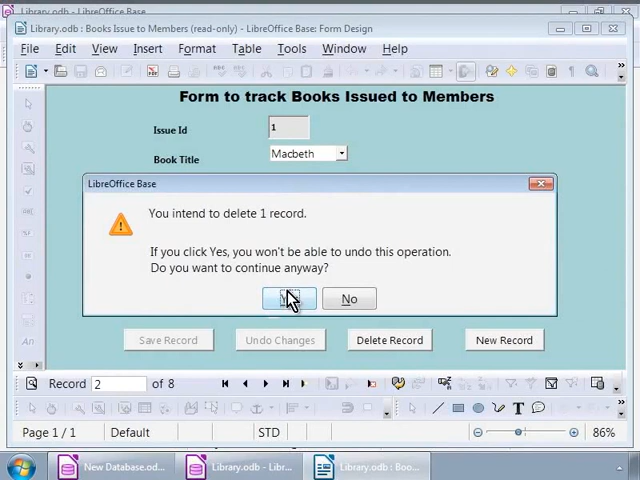 Library.odb - LibreOffice Base
Library.odb : Books Issue to Members (read-only) - LibreOffice Base: Form Design
File Edit View Insert Format Table Tools Window Help
Form to track Books Issued to Members
Issue Id 1
Book Title Macbeth
LibreOffice Base
You intend to delete 1 record.
If you click Yes, you won't be able to undo this operation.
Do you want to continue anyway?
No
Save Record Undo Changes Delete Record New Record
Record 2 of 8
Page 1 / 1 Default STD 86%
New Database.od... Library.odb - Libr... Library.odb : Boo...